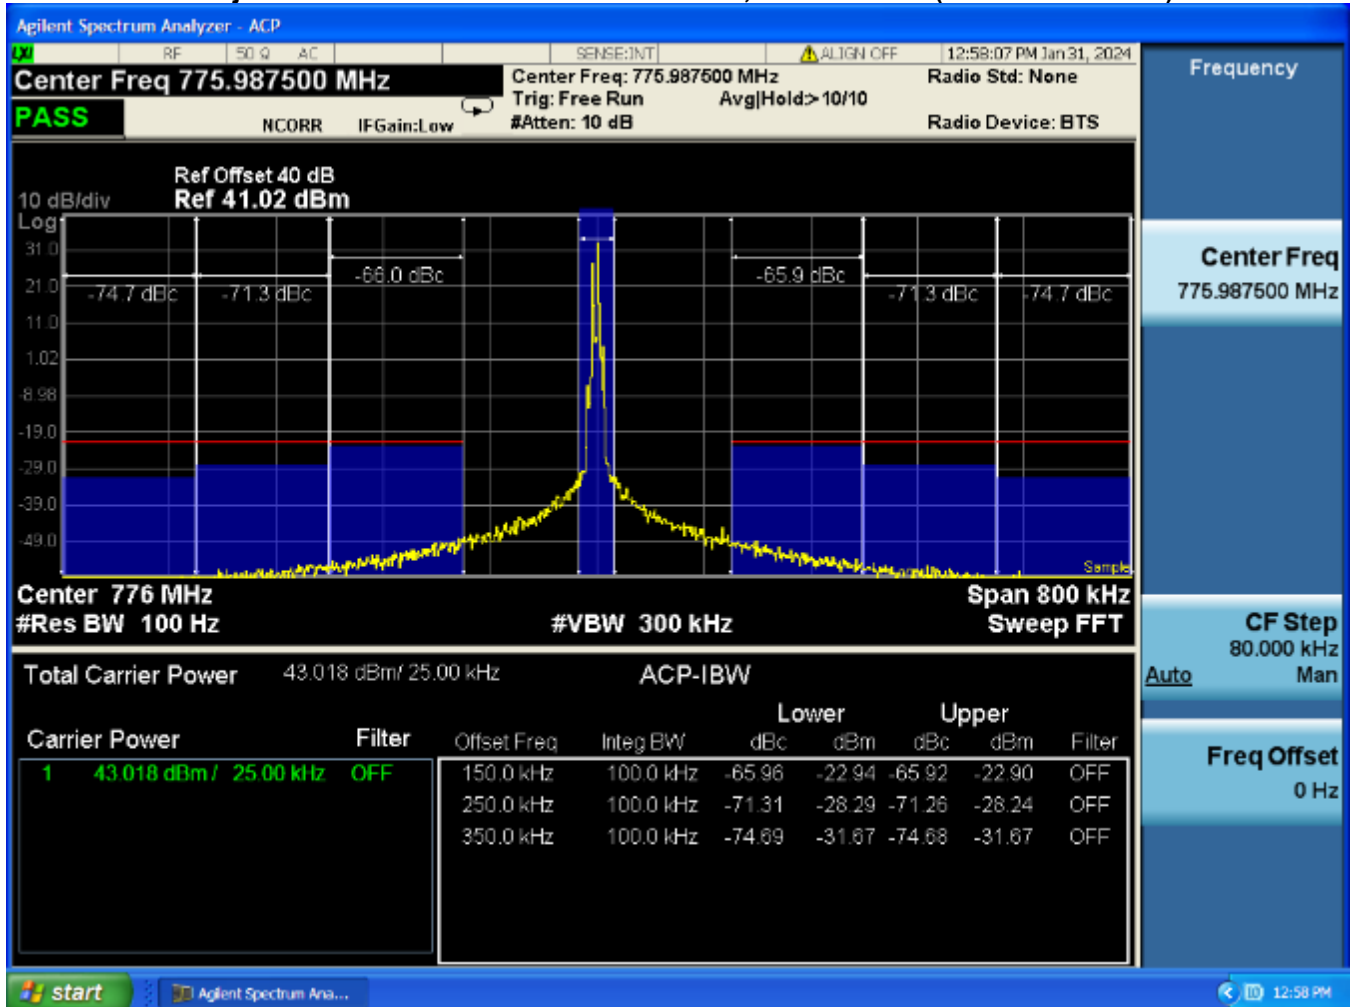 Agilent Spectrum Analyzer - ACP
LXI RF 50 Ω AC SENSE:INT ALIGN OFF 12:58:07 PM Jan 31, 2024
Center Freq 775.987500 MHz
Center Freq: 775.987500 MHz Radio Std: None
Trig: Free Run Avg|Hold>10/10
PASS NCORR IFGain:Low #Atten: 10 dB Radio Device: BTS
Ref Offset 40 dB
10 dB/div Ref 41.02 dBm
Log
31.0
21.0
11.0
1.02
-8.98
-19.0
-29.0
-39.0
-49.0
-74.7 dBc -71.3 dBc -66.0 dBc -65.9 dBc -71.3 dBc -74.7 dBc
Sample
Center 776 MHz Span 800 kHz
#Res BW 100 Hz #VBW 300 kHz Sweep FFT
Total Carrier Power 43.018 dBm/ 25.00 kHz ACP-IBW
Lower Upper
Carrier Power Filter Offset Freq Integ BW dBc dBm dBc dBm Filter
1 43.018 dBm / 25.00 kHz OFF 150.0 kHz 100.0 kHz -65.96 -22.94 -65.92 -22.90 OFF
250.0 kHz 100.0 kHz -71.31 -28.29 -71.26 -28.24 OFF
350.0 kHz 100.0 kHz -74.69 -31.67 -74.68 -31.67 OFF
Frequency
Center Freq
775.987500 MHz
CF Step
80.000 kHz
Auto Man
Freq Offset
0 Hz
start Agilent Spectrum Ana... 12:58 PM